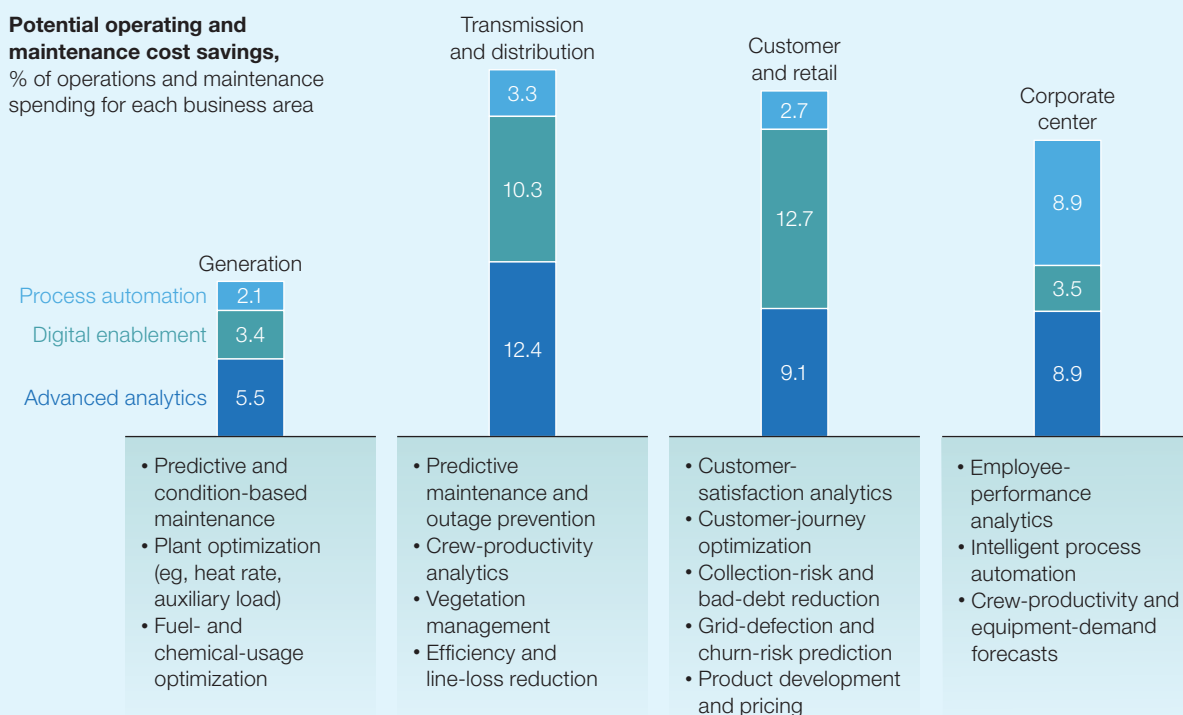 Potential operating and
maintenance cost savings,
% of operations and maintenance
spending for each business area
Generation
Process automation
2.1
Digital enablement
3.4
Advanced analytics
5.5
• Predictive and
condition-based
maintenance
• Plant optimization
(eg, heat rate,
auxiliary load)
• Fuel- and
chemical-usage
optimization
Transmission
and distribution
3.3
10.3
12.4
• Predictive
maintenance and
outage prevention
• Crew-productivity
analytics
• Vegetation
management
• Efficiency and
line-loss reduction
Customer
and retail
2.7
12.7
9.1
• Customer-
satisfaction analytics
• Customer-journey
optimization
• Collection-risk and
bad-debt reduction
• Grid-defection and
churn-risk prediction
• Product development
and pricing
Corporate
center
8.9
3.5
8.9
• Employee-
performance
analytics
• Intelligent process
automation
• Crew-productivity and
equipment-demand
forecasts